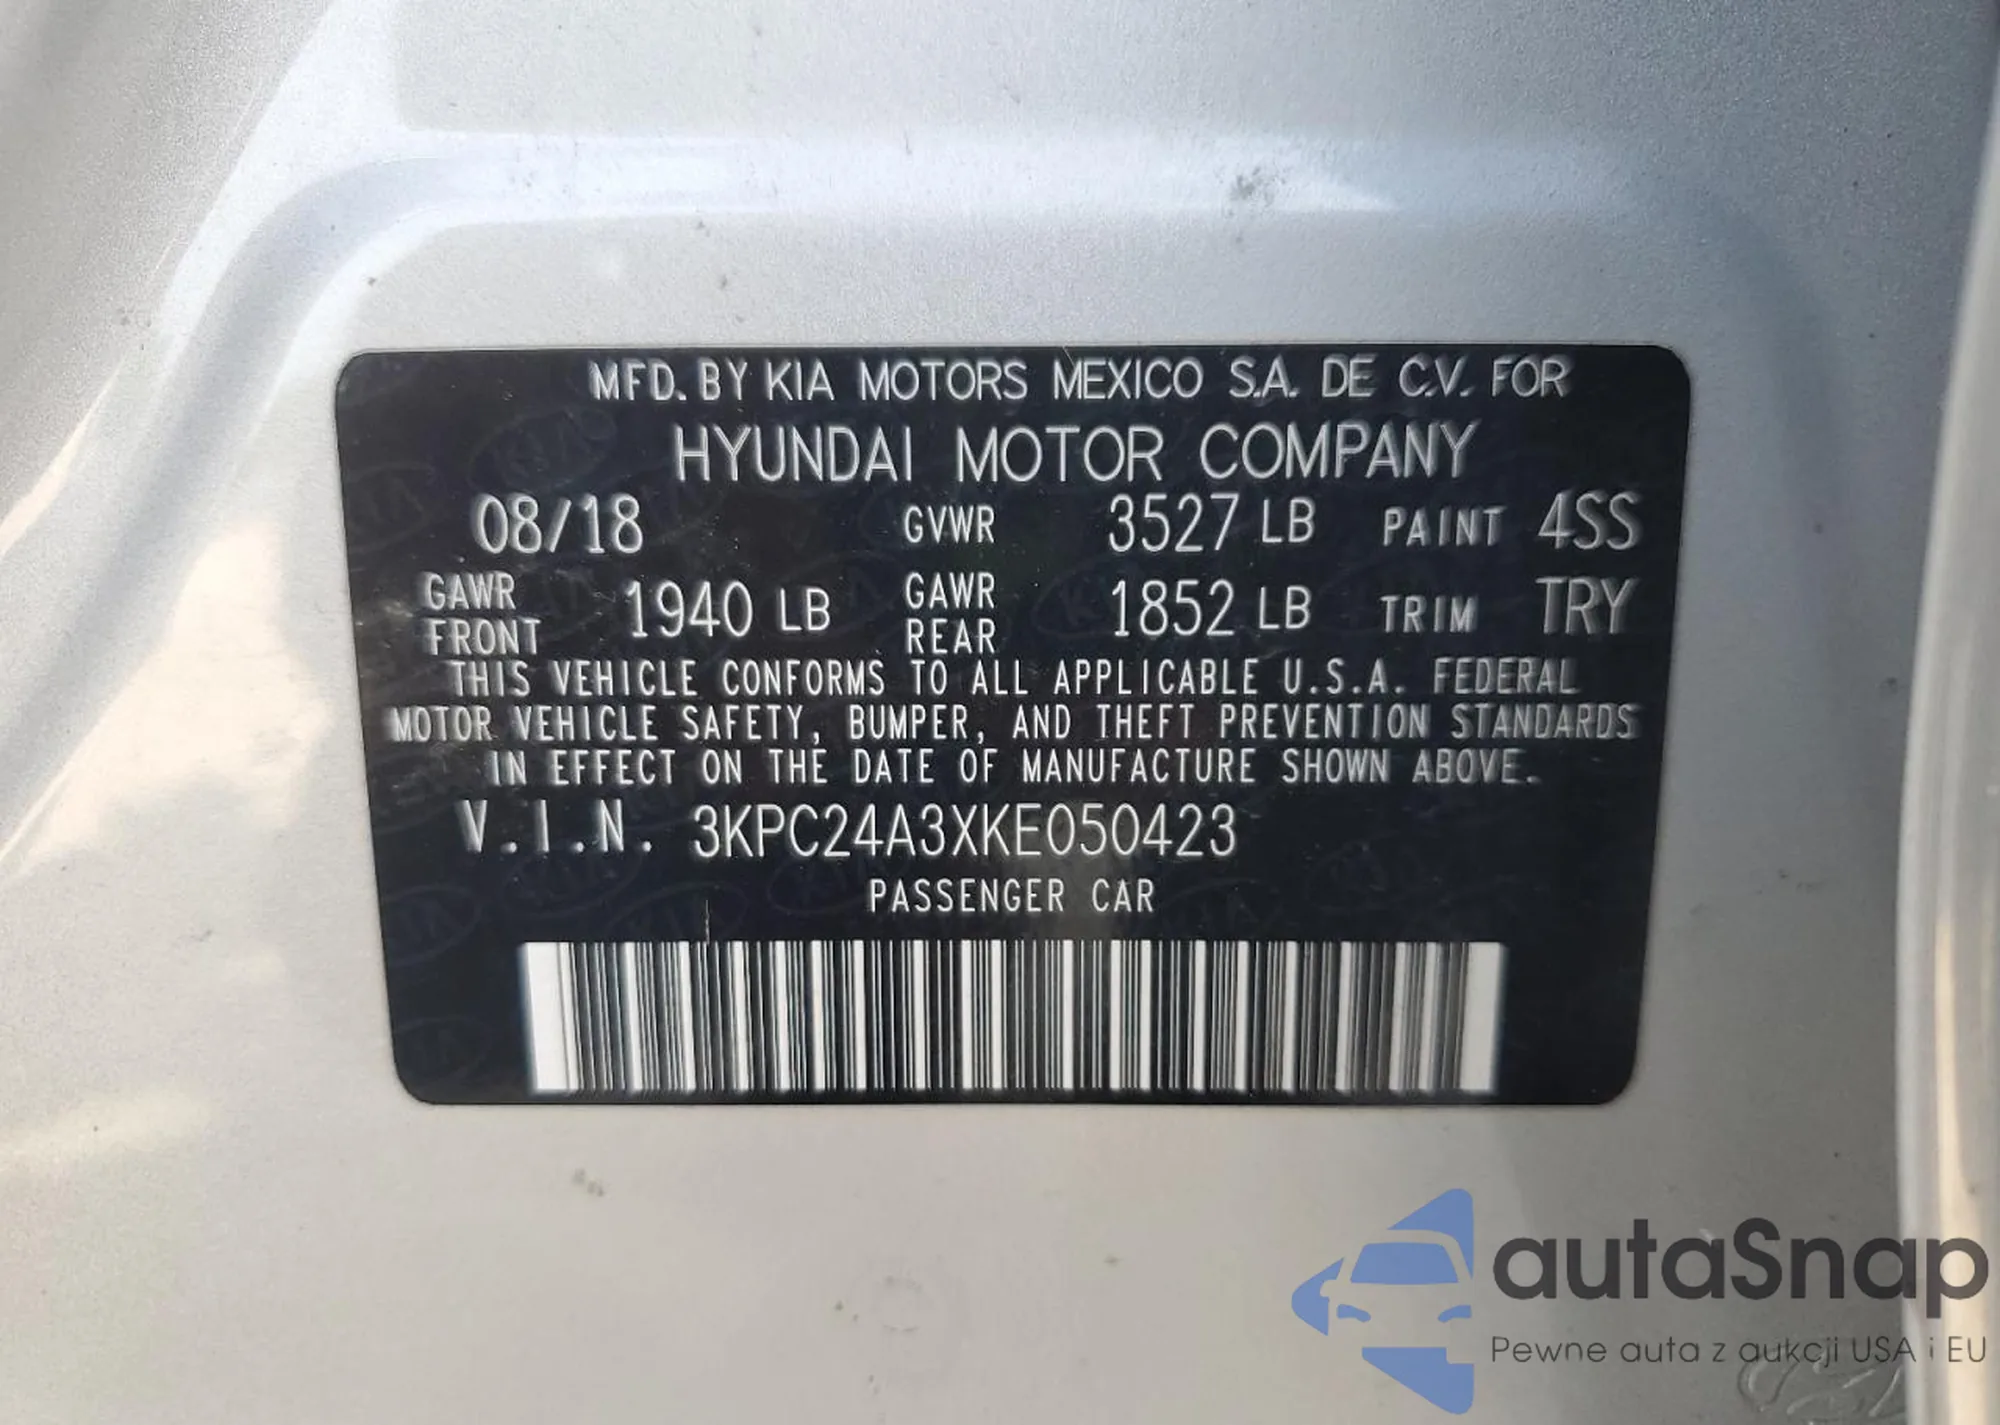 MFD. BY KIA MOTORS MEXICO S.A. DE C.V. FOR
HYUNDAI MOTOR COMPANY
08/18 GVWR 3527 LB PAINT 4SS
GAWR FRONT 1940 LB GAWR REAR 1852 LB TRIM TRY
THIS VEHICLE CONFORMS TO ALL APPLICABLE U.S.A. FEDERAL
MOTOR VEHICLE SAFETY, BUMPER, AND THEFT PREVENTION STANDARDS
IN EFFECT ON THE DATE OF MANUFACTURE SHOWN ABOVE.
V.I.N. 3KPC24A3XKE050423
PASSENGER CAR
autaSnap
Pewne auta z aukcji USA i EU